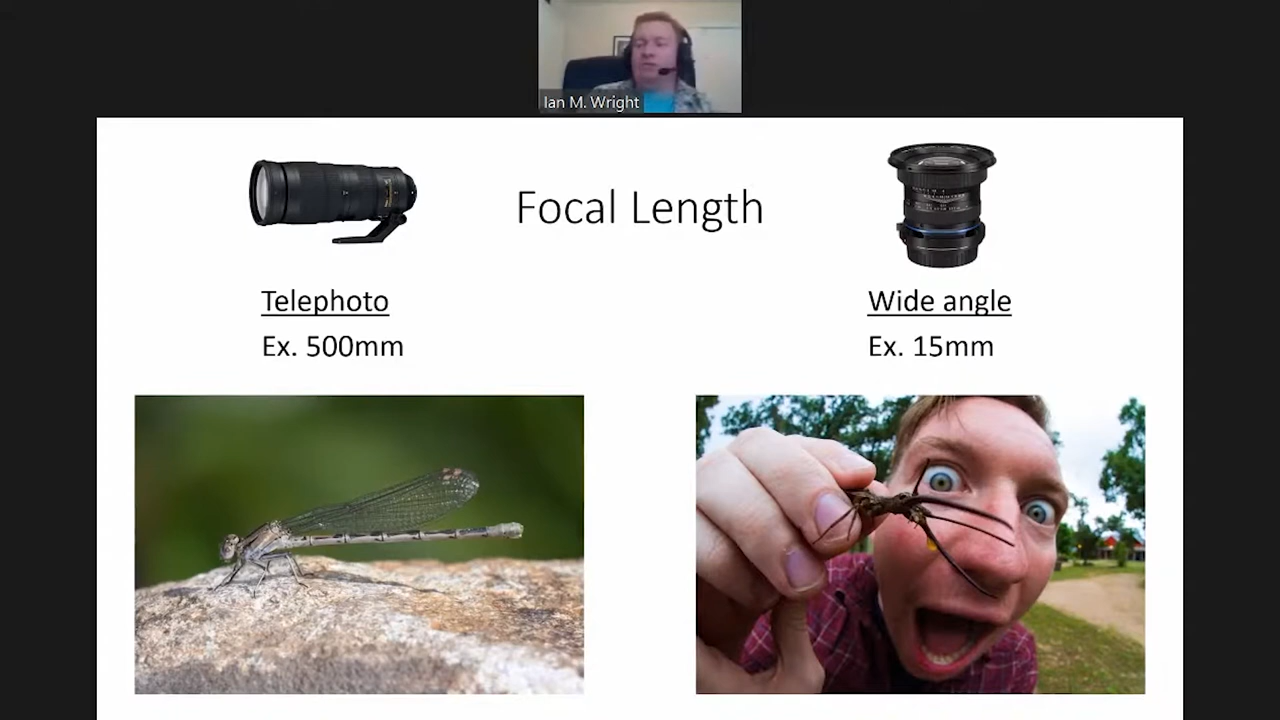 Ian M. Wright
Focal Length
Telephoto
Ex. 500mm
Wide angle
Ex. 15mm